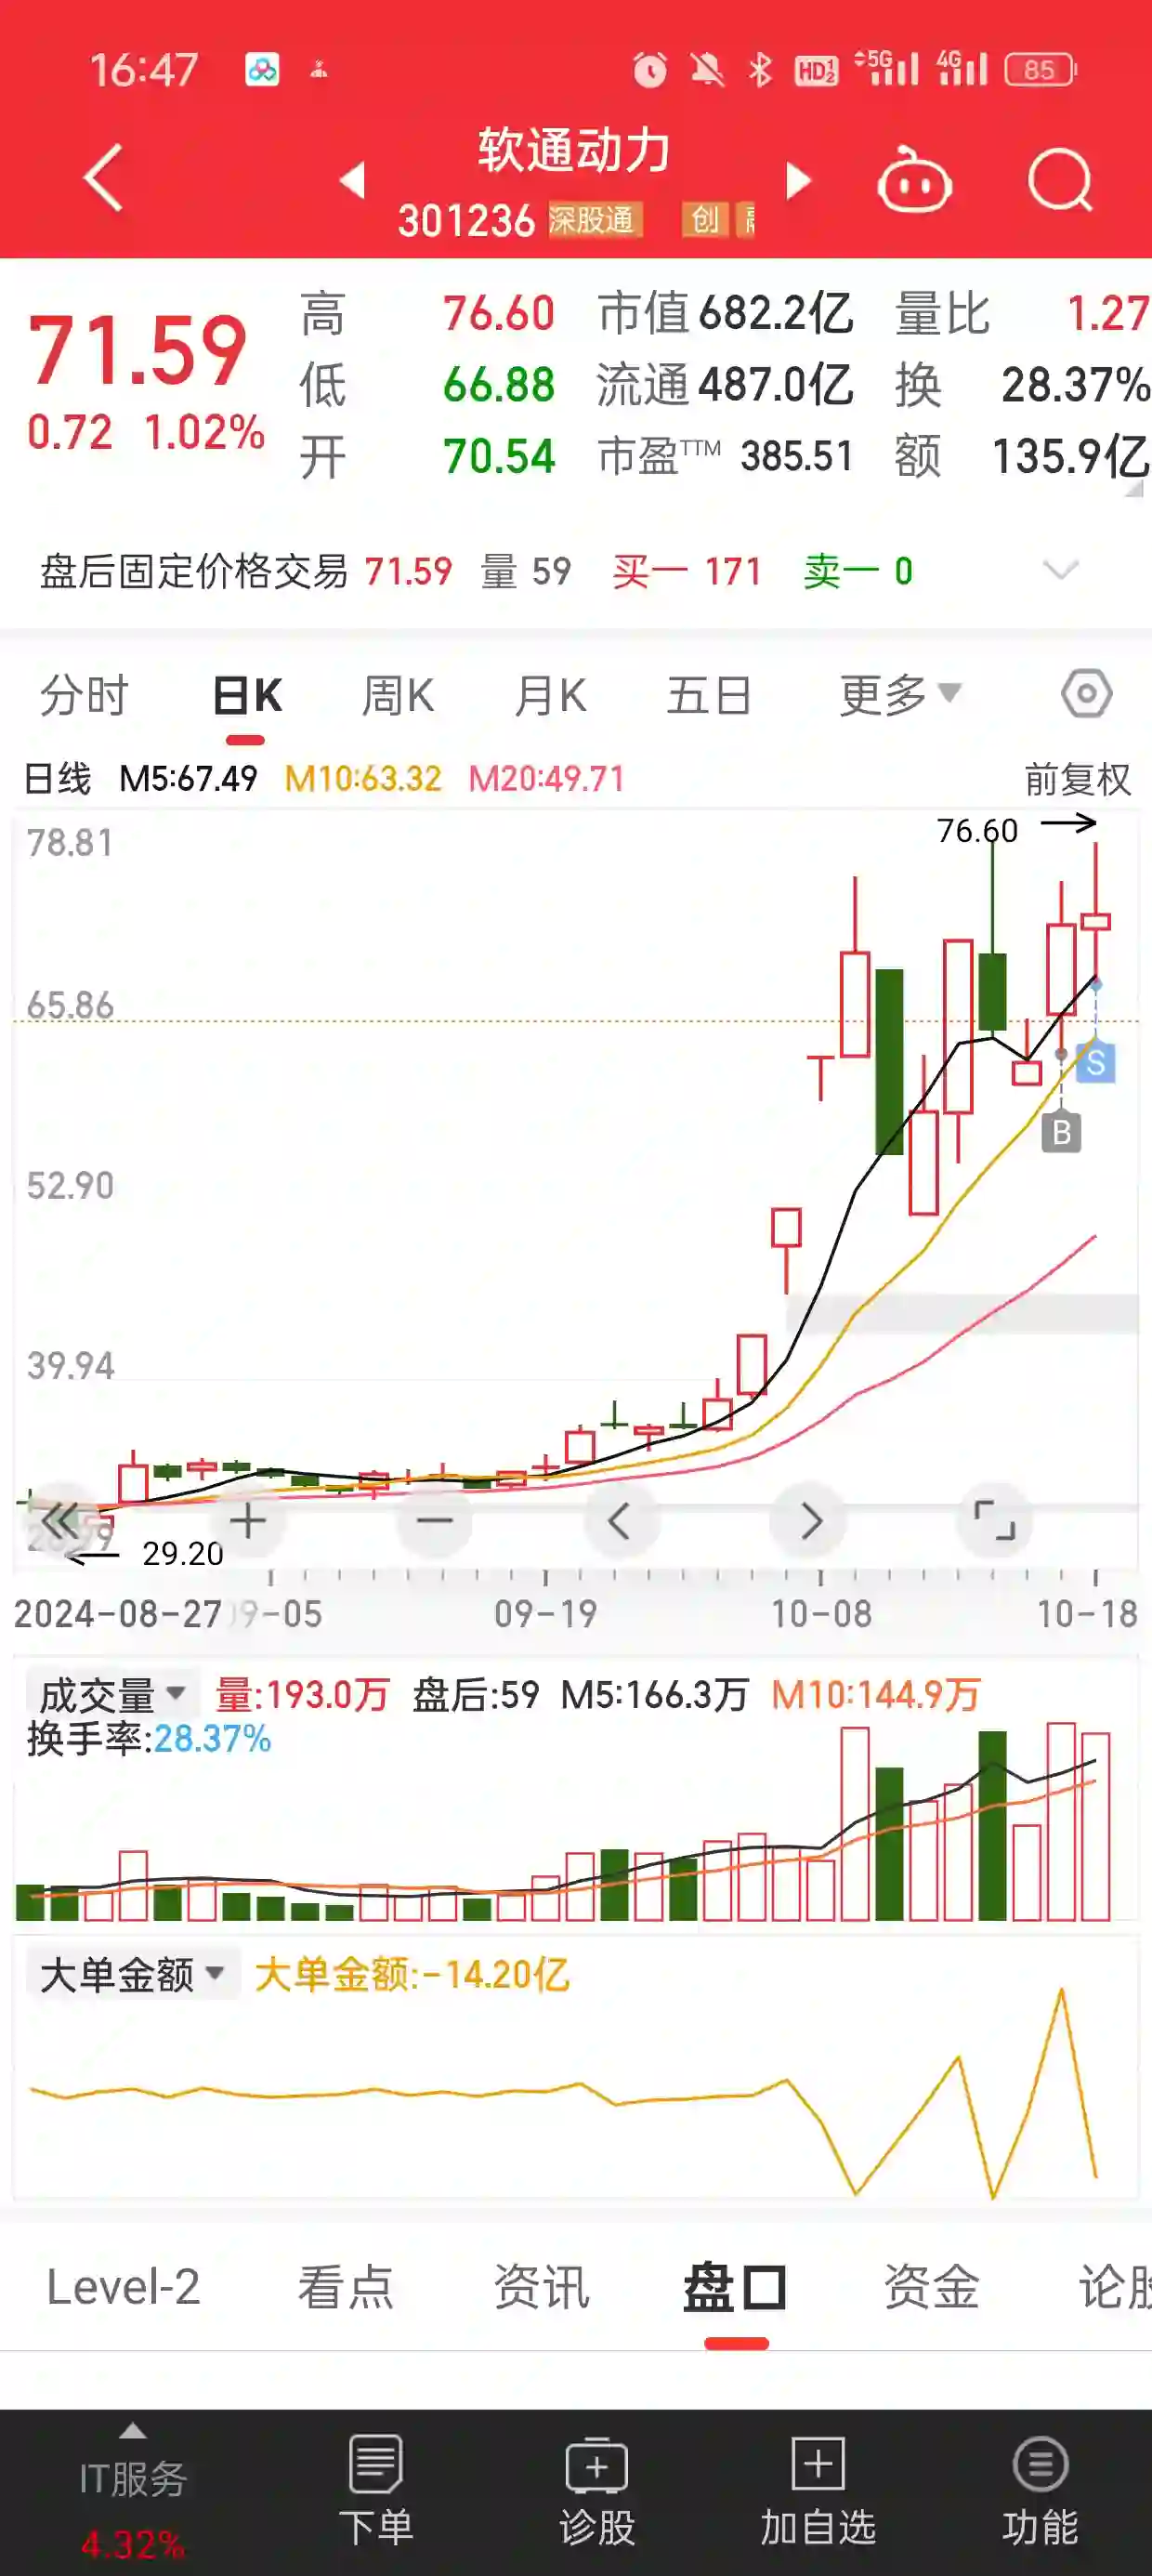 16:47 HD 5G 4G 85
软通动力
301236 深股通 创
71.59
0.72 1.02%
高 76.60 市值 682.2亿 量比 1.27
低 66.88 流通 487.0亿 换 28.37%
开 70.54 市盈TTM 385.51 额 135.9亿
盘后固定价格交易 71.59 量 59 买一 171 卖一 0
分时 日K 周K 月K 五日 更多
日线 M5:67.49 M10:63.32 M20:49.71 前复权
78.81
76.60
65.86
S
B
52.90
39.94
29.20
2024-08-27 9-05 09-19 10-08 10-18
成交量 量:193.0万 盘后:59 M5:166.3万 M10:144.9万
换手率:28.37%
大单金额 大单金额:-14.20亿
Level-2 看点 资讯 盘口 资金 论股
IT服务
4.32%
下单 诊股 加自选 功能